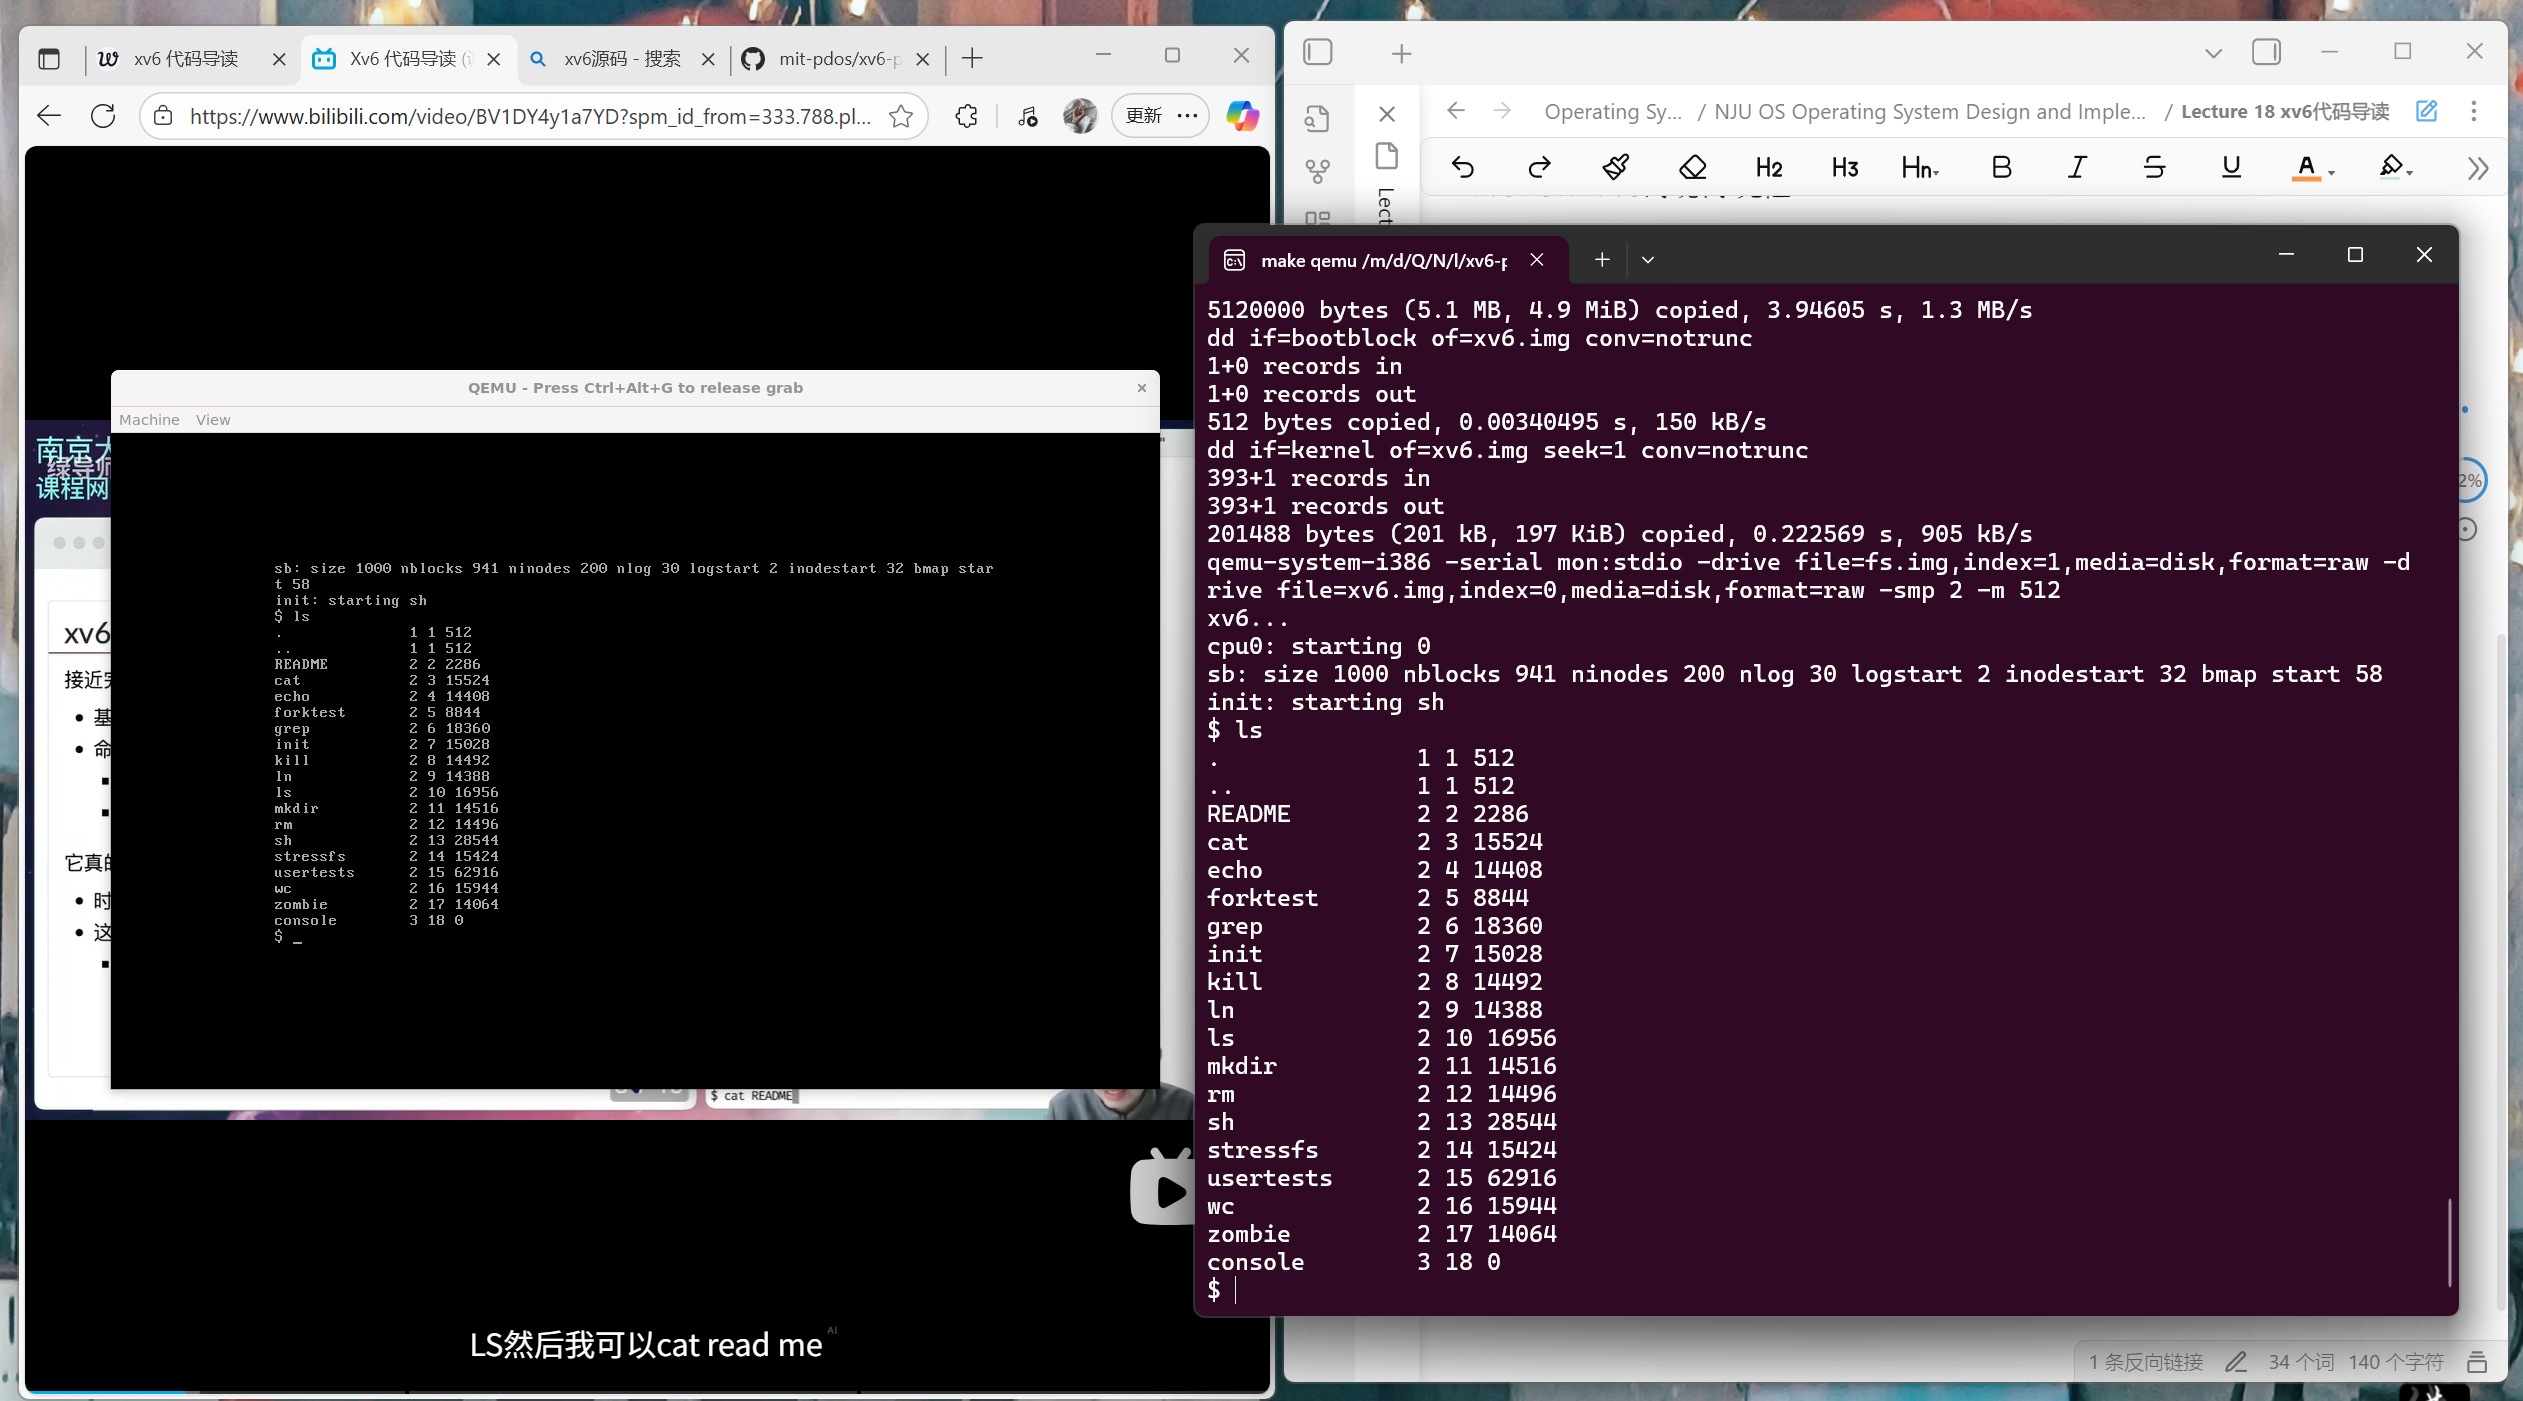 xv6 代码导读
Xv6 代码导读
xv6源码 - 搜索
mit-pdos/xv6-p
https://www.bilibili.com/video/BV1DY4y1a7YD?spm_id_from=333.788.pl...
更新
南京大
绿导师
课程网
xv6
接近完
基
命
它真的
时
这
QEMU - Press Ctrl+Alt+G to release grab
Machine View
sb: size 1000 nblocks 941 ninodes 200 nlog 30 logstart 2 inodestart 32 bmap star
t 58
init: starting sh
$ ls
. 1 1 512
.. 1 1 512
README 2 2 2286
cat 2 3 15524
echo 2 4 14408
forktest 2 5 8844
grep 2 6 18360
init 2 7 15028
kill 2 8 14492
ln 2 9 14388
ls 2 10 16956
mkdir 2 11 14516
rm 2 12 14496
sh 2 13 28544
stressfs 2 14 15424
usertests 2 15 62916
wc 2 16 15944
zombie 2 17 14064
console 3 18 0
$ _
$ cat README
LS然后我可以cat read me
AI
Operating Sy... / NJU OS Operating System Design and Imple... / Lecture 18 xv6代码导读
H2 H3 Hn B I S U A
Lect
make qemu /m/d/Q/N/l/xv6-p
5120000 bytes (5.1 MB, 4.9 MiB) copied, 3.94605 s, 1.3 MB/s
dd if=bootblock of=xv6.img conv=notrunc
1+0 records in
1+0 records out
512 bytes copied, 0.00340495 s, 150 kB/s
dd if=kernel of=xv6.img seek=1 conv=notrunc
393+1 records in
393+1 records out
201488 bytes (201 kB, 197 KiB) copied, 0.222569 s, 905 kB/s
qemu-system-i386 -serial mon:stdio -drive file=fs.img,index=1,media=disk,format=raw -d
rive file=xv6.img,index=0,media=disk,format=raw -smp 2 -m 512
xv6...
cpu0: starting 0
sb: size 1000 nblocks 941 ninodes 200 nlog 30 logstart 2 inodestart 32 bmap start 58
init: starting sh
$ ls
. 1 1 512
.. 1 1 512
README 2 2 2286
cat 2 3 15524
echo 2 4 14408
forktest 2 5 8844
grep 2 6 18360
init 2 7 15028
kill 2 8 14492
ln 2 9 14388
ls 2 10 16956
mkdir 2 11 14516
rm 2 12 14496
sh 2 13 28544
stressfs 2 14 15424
usertests 2 15 62916
wc 2 16 15944
zombie 2 17 14064
console 3 18 0
$
2%
1 条反向链接 34 个词 140 个字符